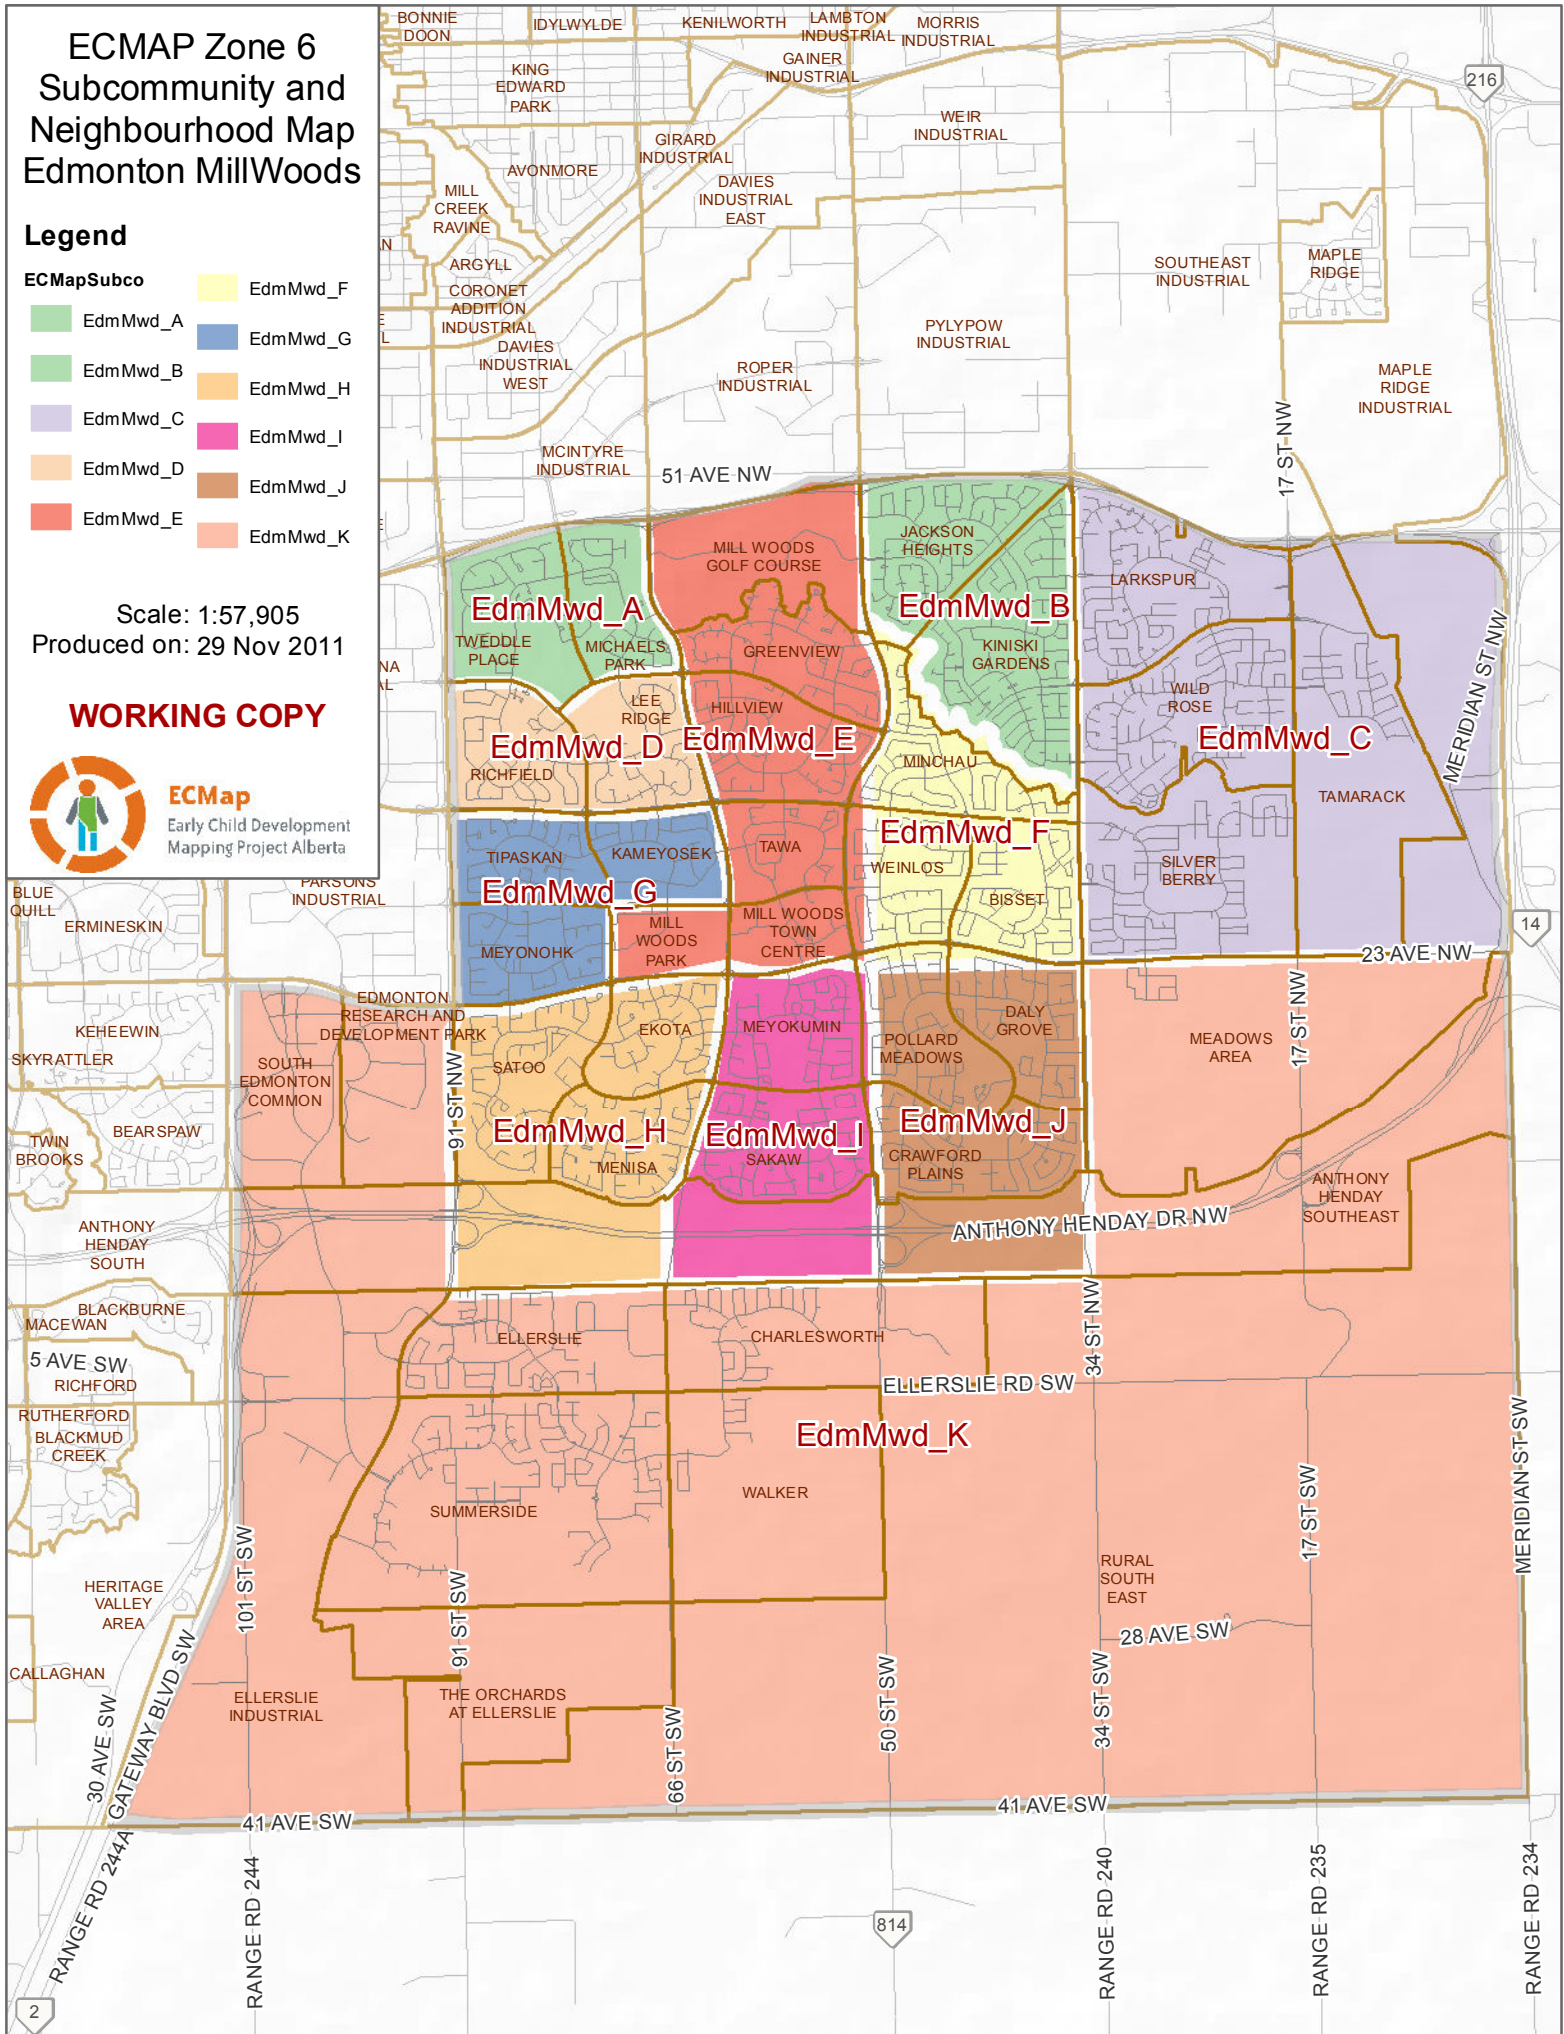 ECMAP Zone 6
Subcommunity and
Neighbourhood Map
Edmonton MillWoods
Legend
ECMapSubco
EdmMwd_A
EdmMwd_B
EdmMwd_C
EdmMwd_D
EdmMwd_E
EdmMwd_F
EdmMwd_G
EdmMwd_H
EdmMwd_I
EdmMwd_J
EdmMwd_K
Scale: 1:57,905
Produced on: 29 Nov 2011
WORKING COPY
ECMap
Early Child Development
Mapping Project Alberta
BONNIE
DOON
IDYLWYLDE
KENILWORTH
LAMBTON
INDUSTRIAL
MORRIS
INDUSTRIAL
GAINER
INDUSTRIAL
KING
EDWARD
PARK
216
WEIR
INDUSTRIAL
GIRARD
INDUSTRIAL
AVONMORE
DAVIES
INDUSTRIAL
EAST
MILL
CREEK
RAVINE
AN
ARGYLL
SOUTHEAST
INDUSTRIAL
MAPLE
RIDGE
CORONET
ADDITION
INDUSTRIAL
E
L
DAVIES
INDUSTRIAL
WEST
PYLYPOW
INDUSTRIAL
ROPER
INDUSTRIAL
MAPLE
RIDGE
INDUSTRIAL
MCINTYRE
INDUSTRIAL
51 AVE NW
17 ST NW
E
JACKSON
HEIGHTS
MILL WOODS
GOLF COURSE
LARKSPUR
EdmMwd_A
EdmMwd_B
TWEDDLE
PLACE
MICHAELS
PARK
GREENVIEW
KINISKI
GARDENS
NA
AL
MERIDIAN ST NW
LEE
RIDGE
HILLVIEW
WILD
ROSE
EdmMwd_D
EdmMwd_E
EdmMwd_C
RICHFIELD
MINCHAU
TAMARACK
EdmMwd_F
TIPASKAN
KAMEYOSEK
TAWA
WEINLOS
SILVER
BERRY
EdmMwd_G
BISSET
PARSONS
INDUSTRIAL
BLUE
QUILL
ERMINESKIN
MEYONOHK
MILL
WOODS
PARK
MILL WOODS
TOWN
CENTRE
14
23 AVE NW
EDMONTON
RESEARCH AND
DEVELOPMENT PARK
KEHEEWIN
SKYRATTLER
SOUTH
EDMONTON
COMMON
EKOTA
MEYOKUMIN
DALY
GROVE
POLLARD
MEADOWS
MEADOWS
AREA
17 ST NW
SATOO
91 ST NW
TWIN
BROOKS
BEARSPAW
EdmMwd_H
EdmMwd_I
EdmMwd_J
MENISA
SAKAW
CRAWFORD
PLAINS
ANTHONY
HENDAY
SOUTHEAST
ANTHONY HENDAY DR NW
ANTHONY
HENDAY
SOUTH
BLACKBURNE
MACEWAN
ELLERSLIE
CHARLESWORTH
34 ST NW
5 AVE SW
RICHFORD
ELLERSLIE RD SW
RUTHERFORD
BLACKMUD
CREEK
EdmMwd_K
WALKER
SUMMERSIDE
MERIDIAN ST SW
17 ST SW
101 ST SW
RURAL
SOUTH
EAST
HERITAGE
VALLEY
AREA
91 ST SW
28 AVE SW
CALLAGHAN
ELLERSLIE
INDUSTRIAL
THE ORCHARDS
AT ELLERSLIE
50 ST SW
34 ST SW
66 ST SW
30 AVE SW
GATEWAY BLVD SW
41 AVE SW
41 AVE SW
RANGE RD 244A
RANGE RD 244
RANGE RD 240
RANGE RD 235
RANGE RD 234
814
2